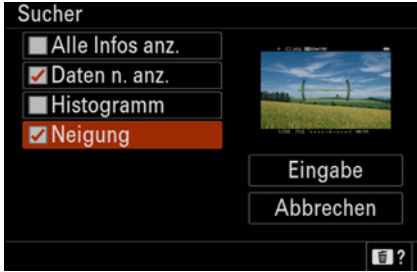 Sucher
Alle Infos anz.
Daten n. anz.
Histogramm
Neigung
Eingabe
Abbrechen
?